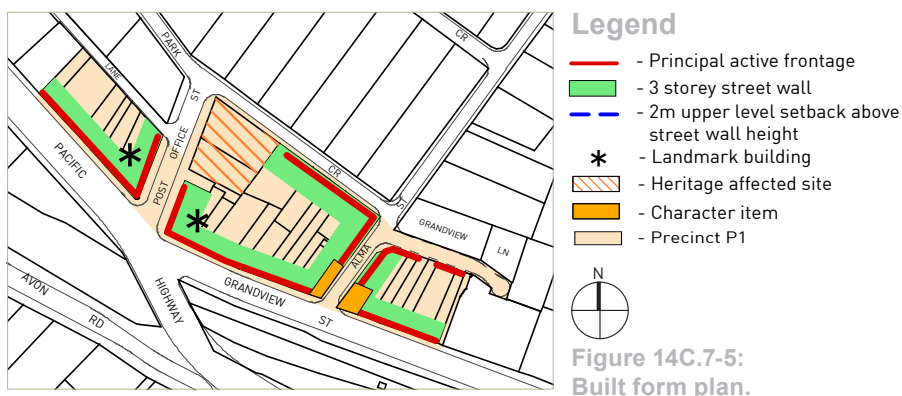 CR
PARK
ST
LANE
OFFICE
POST
PACIFIC
HIGHWAY
CR
ST
GRANDVIEW
LN
ALMA
GRANDVIEW
ST
AVON
RD
Legend
- Principal active frontage
- 3 storey street wall
- 2m upper level setback above
street wall height
* - Landmark building
- Heritage affected site
- Character item
- Precinct P1
N
Figure 14C.7-5:
Built form plan.